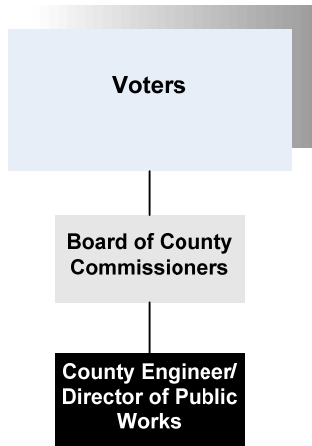 Voters
Board of County
Commissioners
County Engineer/
Director of Public
Works